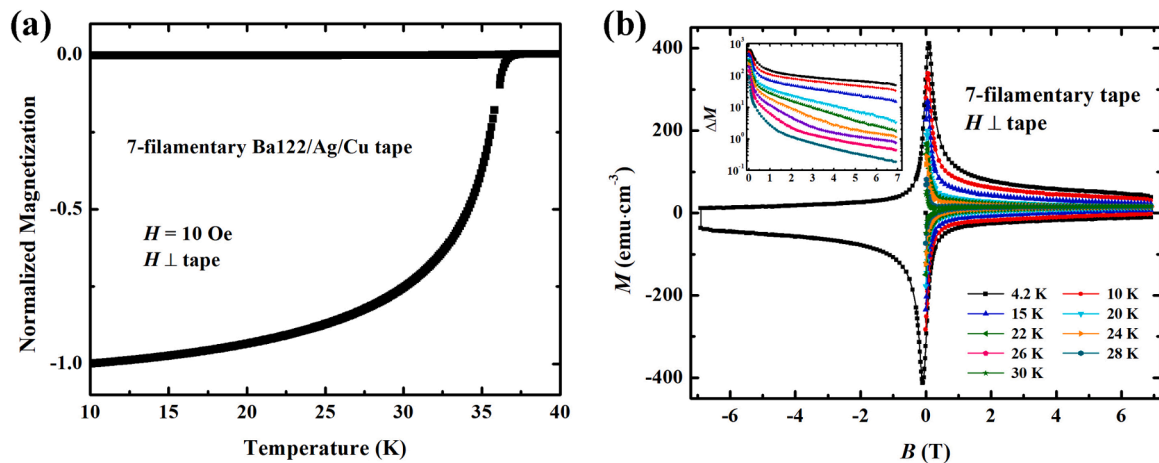 (a)
0.0
-0.5
-1.0
Normalized Magnetization
7-filamentary Ba122/Ag/Cu tape
H = 10 Oe
H ⊥ tape
10 15 20 25 30 35 40
Temperature (K)
(b)
400
200
0
-200
-400
M (emu·cm⁻³)
10³
10²
10¹
10⁰
10⁻¹
ΔM
0 1 2 3 4 5 6 7
7-filamentary tape
H ⊥ tape
4.2 K 10 K
15 K 20 K
22 K 24 K
26 K 28 K
30 K
-6 -4 -2 0 2 4 6
B (T)